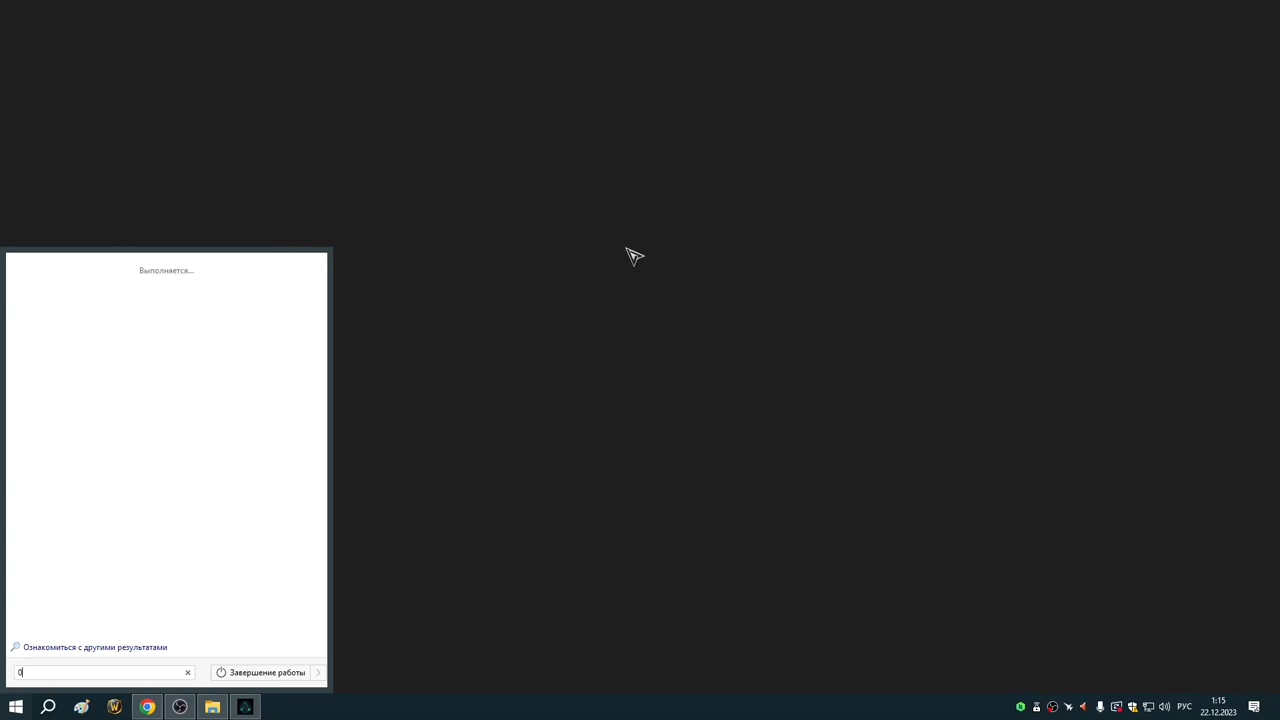 Выполняется...
Ознакомиться с другими результатами
0
Завершение работы
W
РУС
1:15
22.12.2023